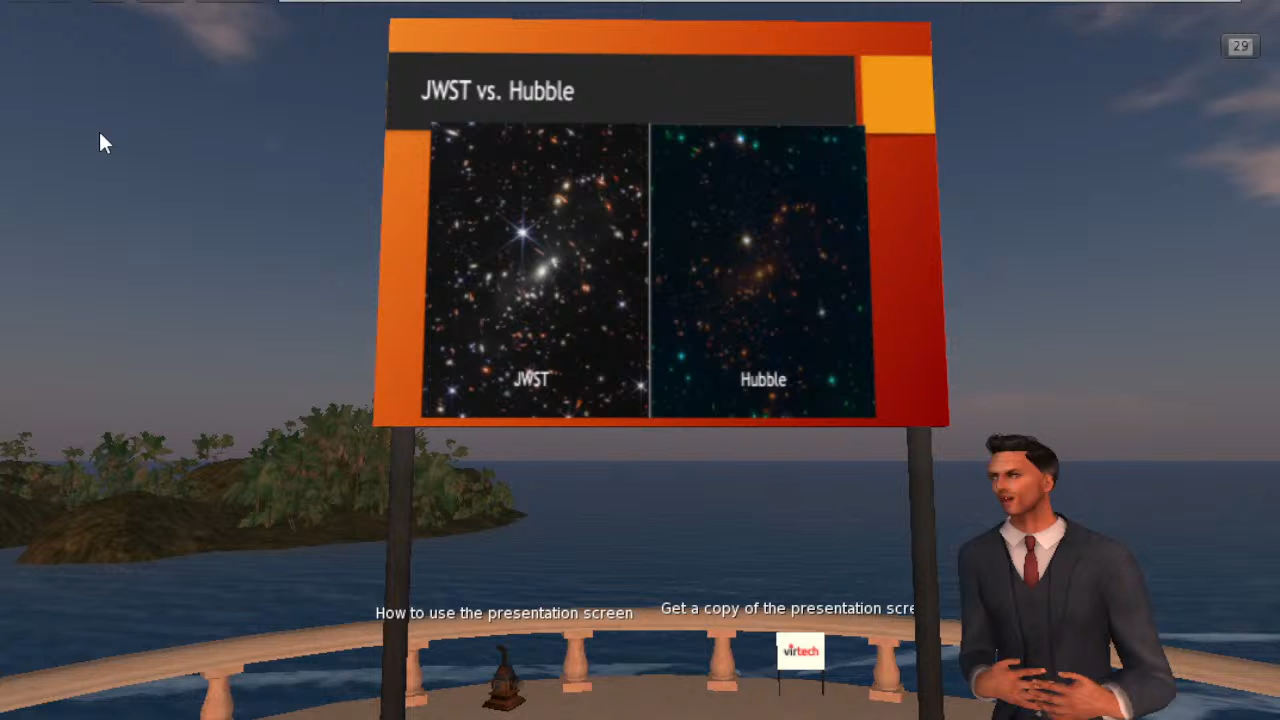 29
JWST vs. Hubble
JWST
Hubble
How to use the presentation screen
Get a copy of the presentation scre
virtech